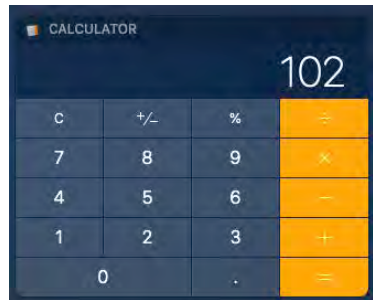 CALCULATOR
102
C +/- % ÷
7 8 9 ×
4 5 6 −
1 2 3 +
0 . =